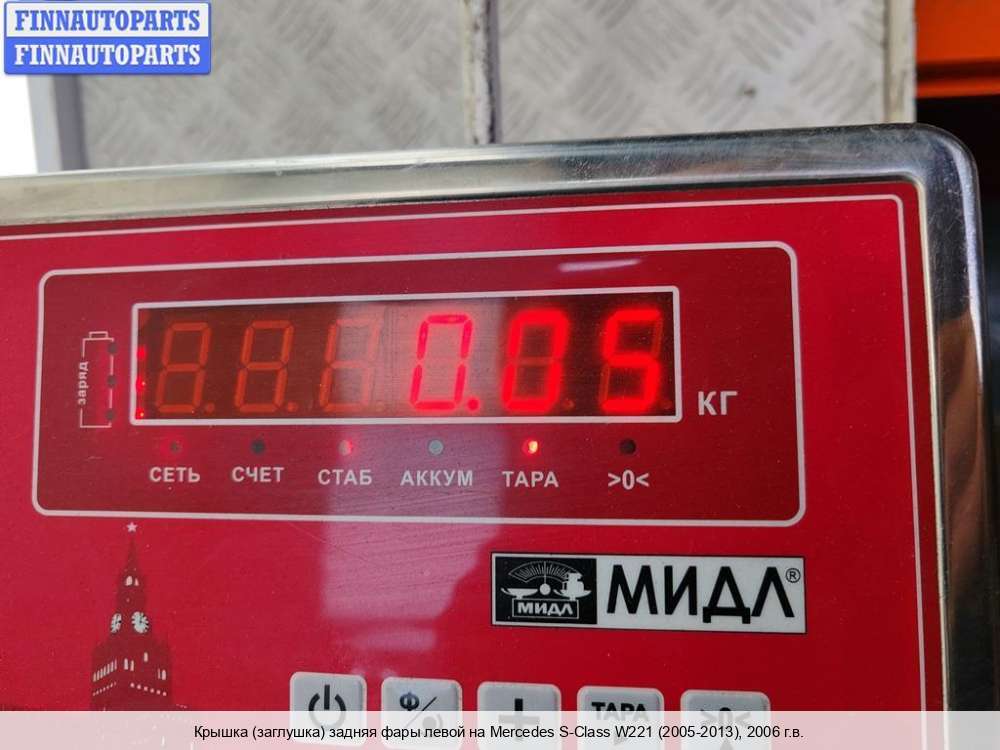 FINNAUTOPARTS
FINNAUTOPARTS
заряд
0.05
КГ
СЕТЬ СЧЕТ СТАБ АККУМ ТАРА >0<
МИДЛ МИДЛ®
Ф
+
ТАРА
>0<
Крышка (заглушка) задняя фары левой на Mercedes S-Class W221 (2005-2013), 2006 г.в.